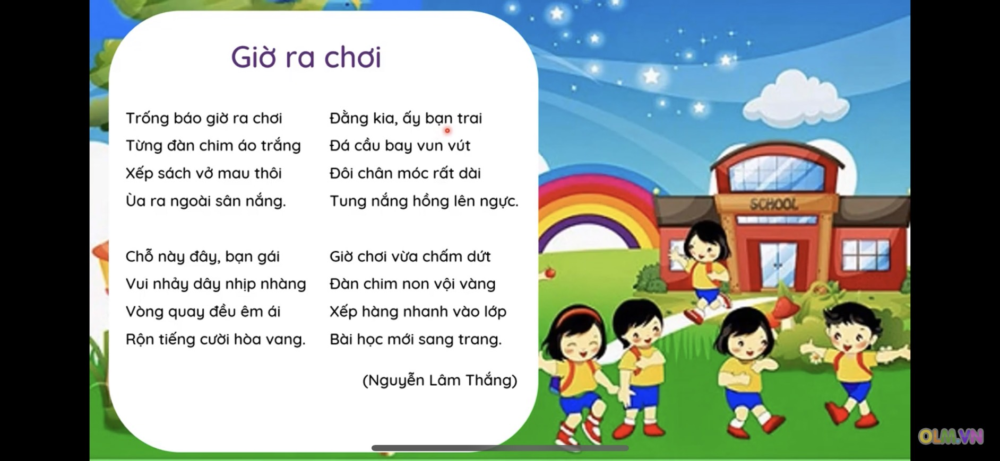 Giờ ra chơi
Trống báo giờ ra chơi
Từng đàn chim áo trắng
Xếp sách vở mau thôi
Ùa ra ngoài sân nắng.
Chỗ này đây, bạn gái
Vui nhảy dây nhịp nhàng
Vòng quay đều êm ái
Rộn tiếng cười hòa vang.
Đằng kia, ấy bạn trai
Đá cầu bay vun vút
Đôi chân móc rất dài
Tung nắng hồng lên ngực.
Giờ chơi vừa chấm dứt
Đàn chim non vội vàng
Xếp hàng nhanh vào lớp
Bài học mới sang trang.
(Nguyễn Lâm Thắng)
SCHOOL
OLM.VN